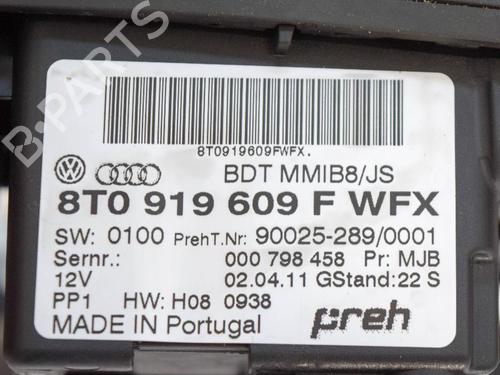 B-PARTS
8T0919609FWFX.
BDT MMIB8/JS
8T0 919 609 F WFX
SW: 0100 PrehT.Nr: 90025-289/0001
Sernr.: 000 798 458 Pr: MJB
12V 02.04.11 GStand: 22 S
PP1 HW: H08 0938
MADE IN Portugal preh